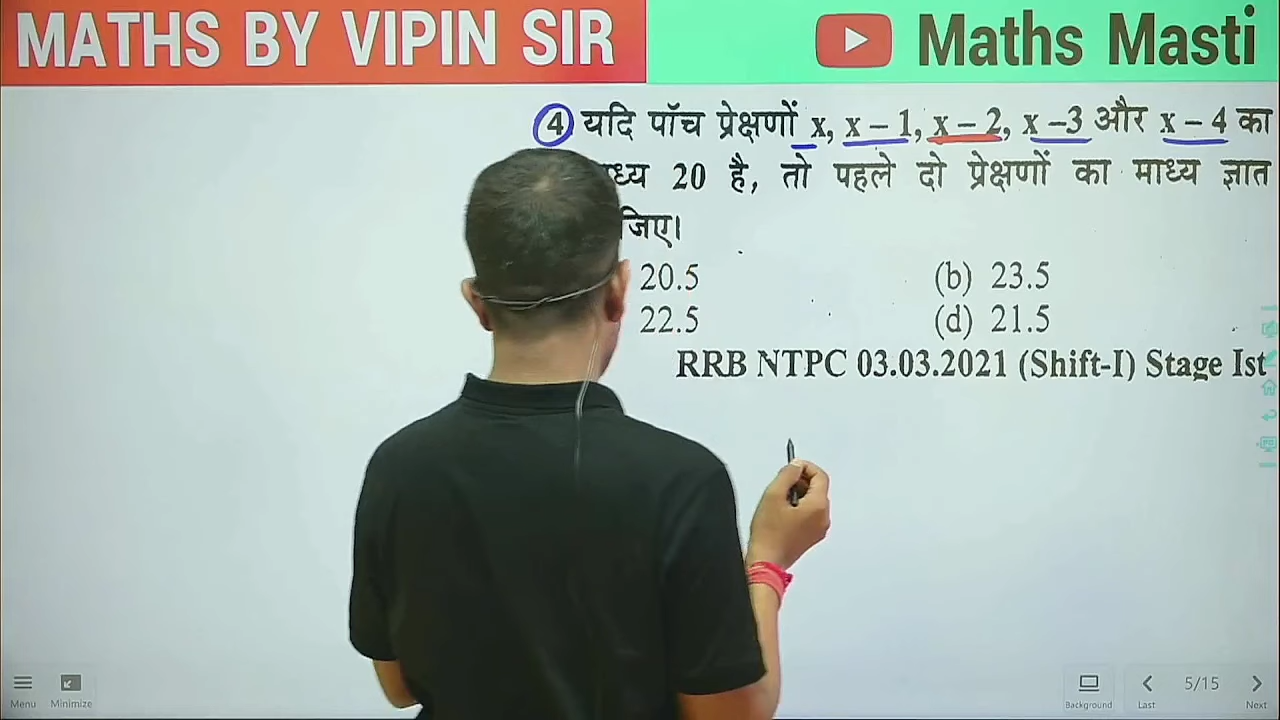 MATHS BY VIPIN SIR
Maths Masti
4 यदि पाँच प्रेक्षणों x, x – 1, x – 2, x –3 और x – 4 का
20 है, तो पहले दो प्रेक्षणों का माध्य ज्ञात
20.5 (b) 23.5
22.5 (d) 21.5
RRB NTPC 03.03.2021 (Shift-I) Stage Ist
Menu Minimize Background Last 5/15 Next